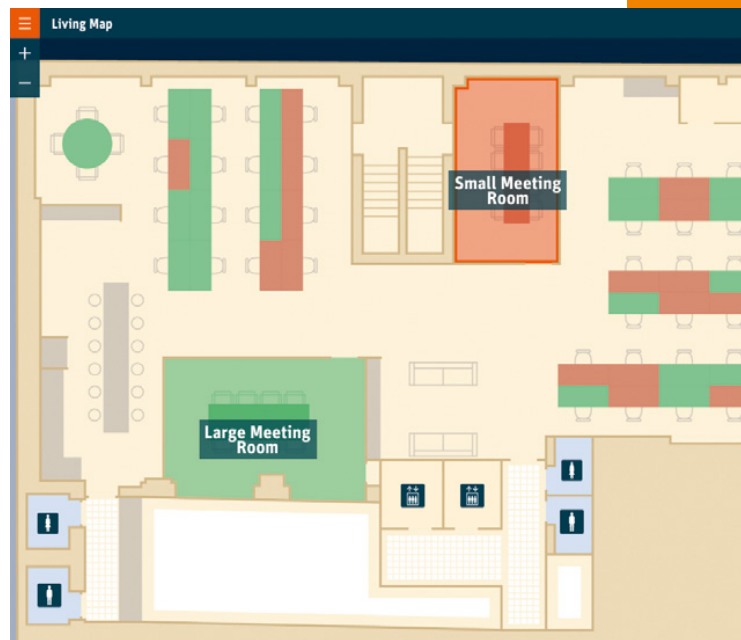 Living Map
+
−
Small Meeting
Room
Large Meeting
Room